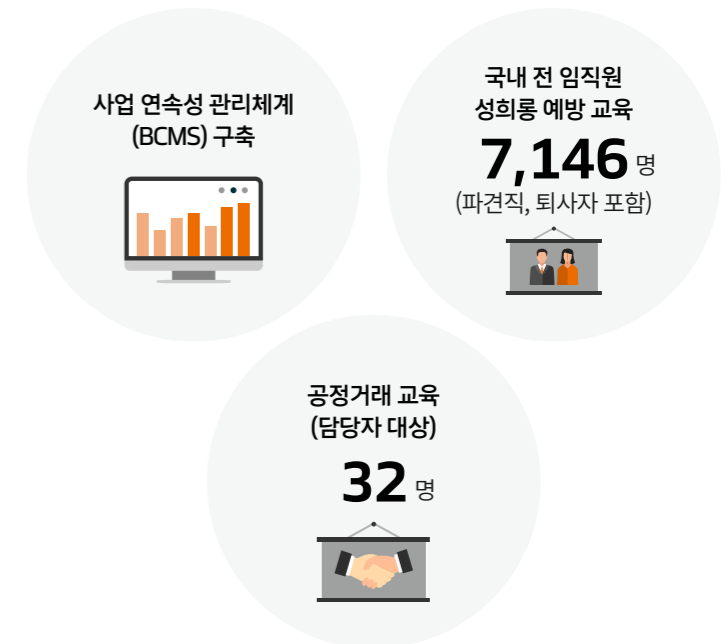 사업 연속성 관리체계
(BCMS) 구축
국내 전 임직원
성희롱 예방 교육
7,146 명
(파견직, 퇴사자 포함)
공정거래 교육
(담당자 대상)
32 명